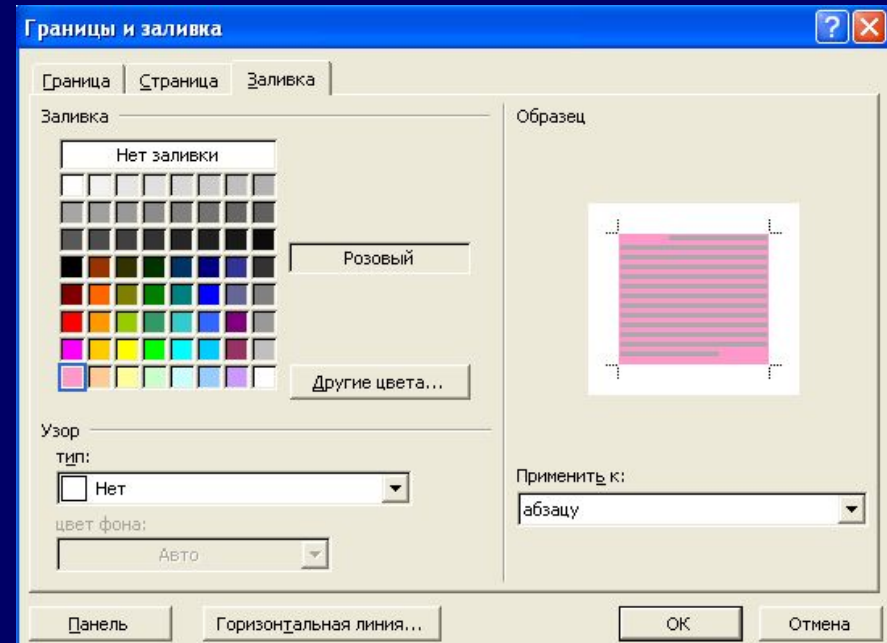 Границы и заливка
Граница
Страница
Заливка
Заливка
Нет заливки
Розовый
Другие цвета...
Узор
тип:
Нет
цвет фона:
Авто
Образец
Применить к:
абзацу
Панель
Горизонтальная линия...
ОК
Отмена